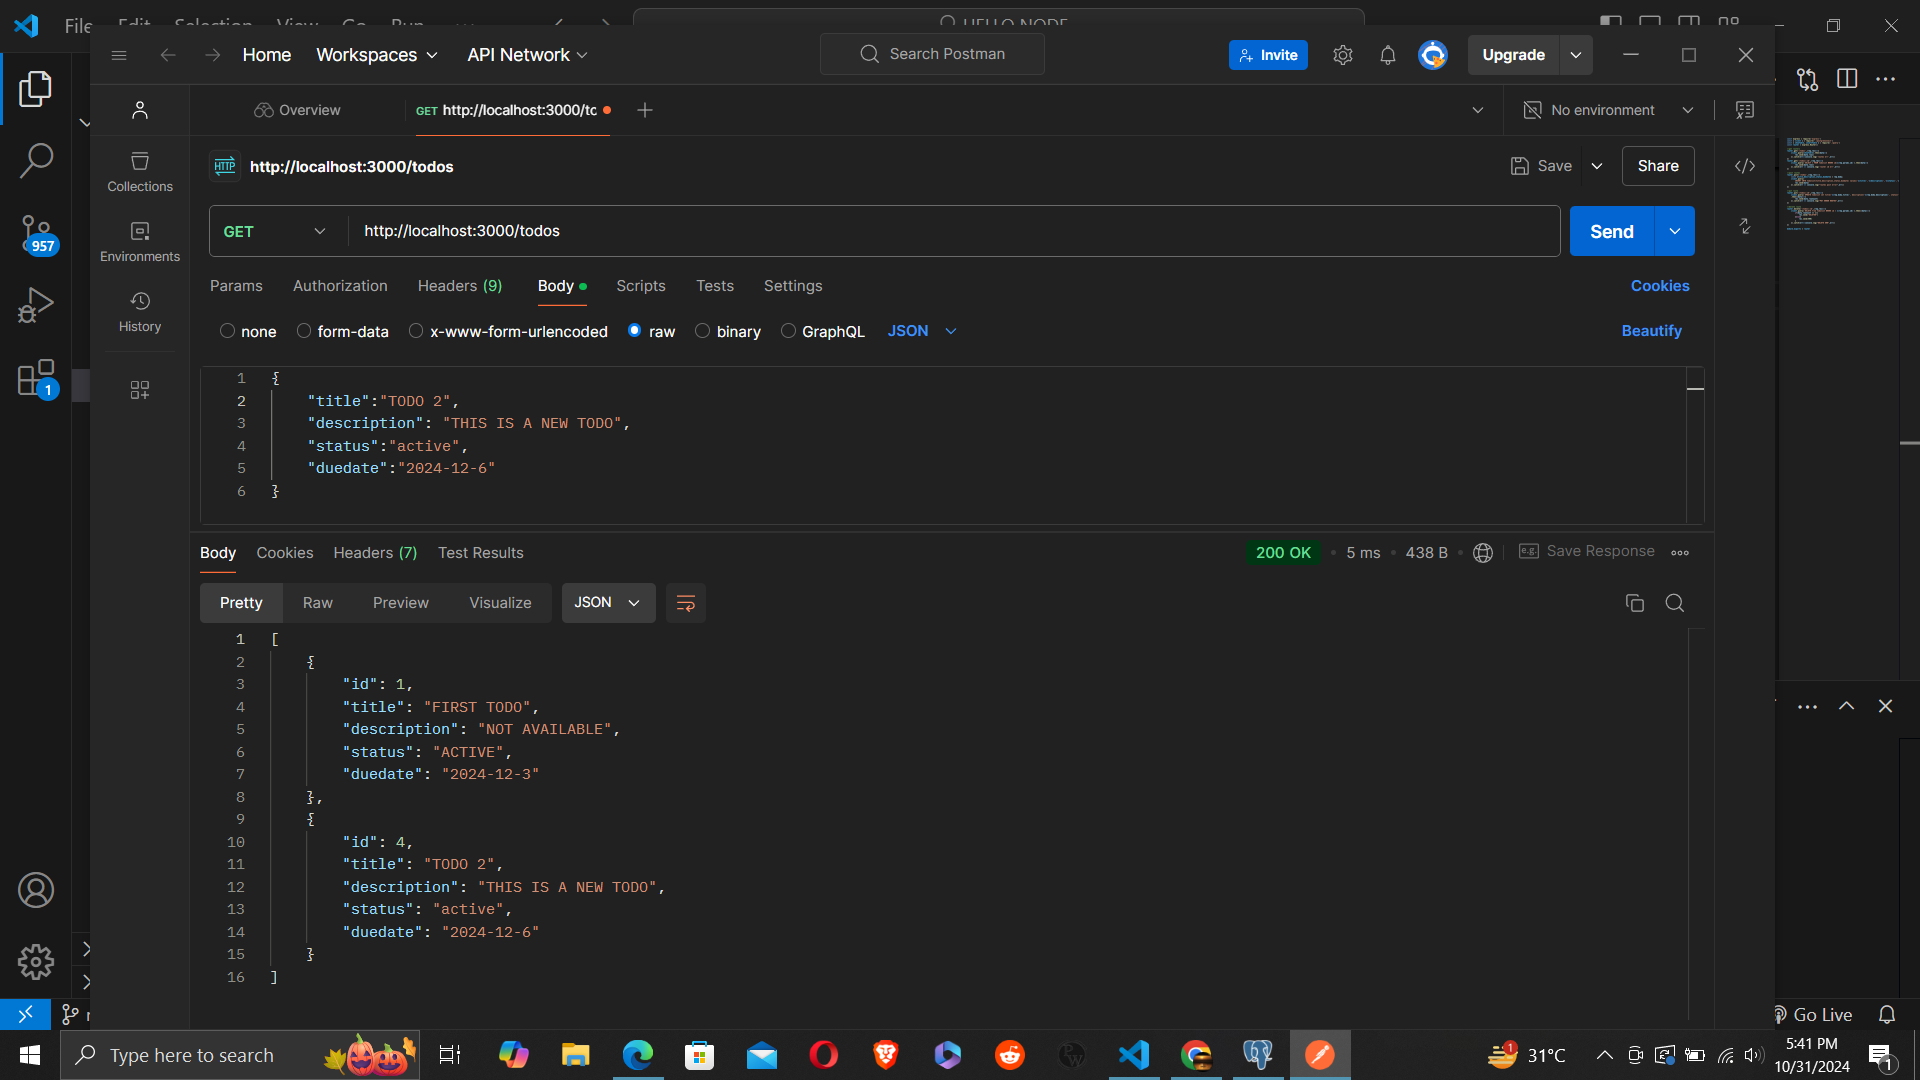 File Edit Selection View Go Run ... HELLO NODE
Home Workspaces API Network Search Postman Invite Upgrade
Overview GET http://localhost:3000/tc No environment
HTTP http://localhost:3000/todos Save Share
GET http://localhost:3000/todos Send
Params Authorization Headers (9) Body Scripts Tests Settings Cookies
none form-data x-www-form-urlencoded raw binary GraphQL JSON Beautify
Collections
Environments
History
957
1
1 {
2 "title":"TODO 2",
3 "description": "THIS IS A NEW TODO",
4 "status":"active",
5 "duedate":"2024-12-6"
6 }
Body Cookies Headers (7) Test Results 200 OK 5 ms 438 B e.g. Save Response
Pretty Raw Preview Visualize JSON
1 [
2 {
3 "id": 1,
4 "title": "FIRST TODO",
5 "description": "NOT AVAILABLE",
6 "status": "ACTIVE",
7 "duedate": "2024-12-3"
8 },
9 {
10 "id": 4,
11 "title": "TODO 2",
12 "description": "THIS IS A NEW TODO",
13 "status": "active",
14 "duedate": "2024-12-6"
15 }
16 ]
Go Live
Type here to search
1 31°C
5:41 PM
10/31/2024
1